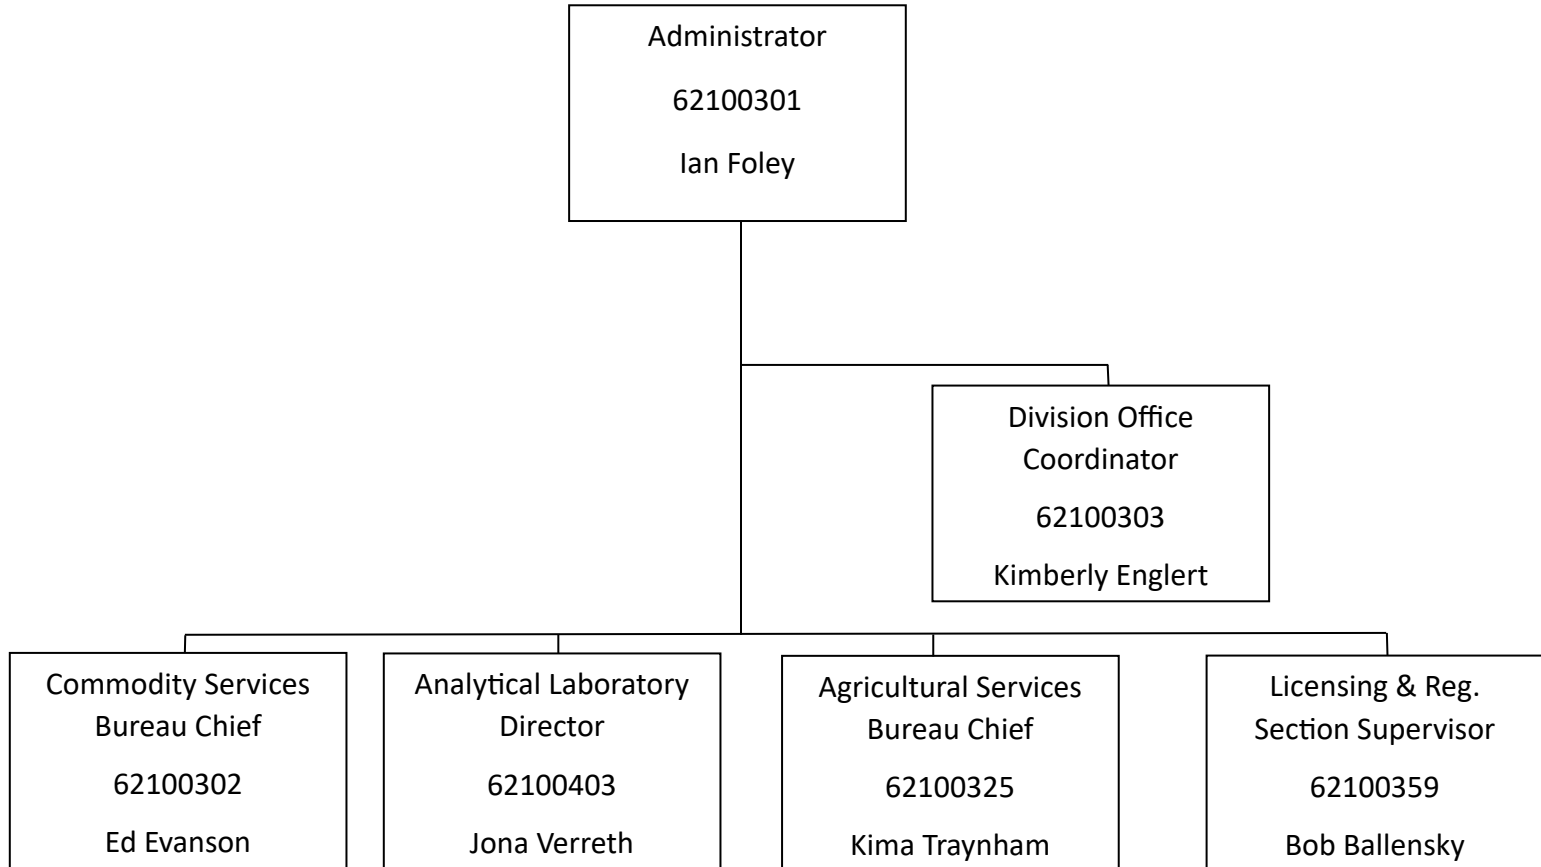 Administrator
62100301
Ian Foley
Division Office
Coordinator
62100303
Kimberly Englert
Commodity Services
Bureau Chief
62100302
Ed Evanson
Analytical Laboratory
Director
62100403
Jona Verreth
Agricultural Services
Bureau Chief
62100325
Kima Traynham
Licensing & Reg.
Section Supervisor
62100359
Bob Ballensky